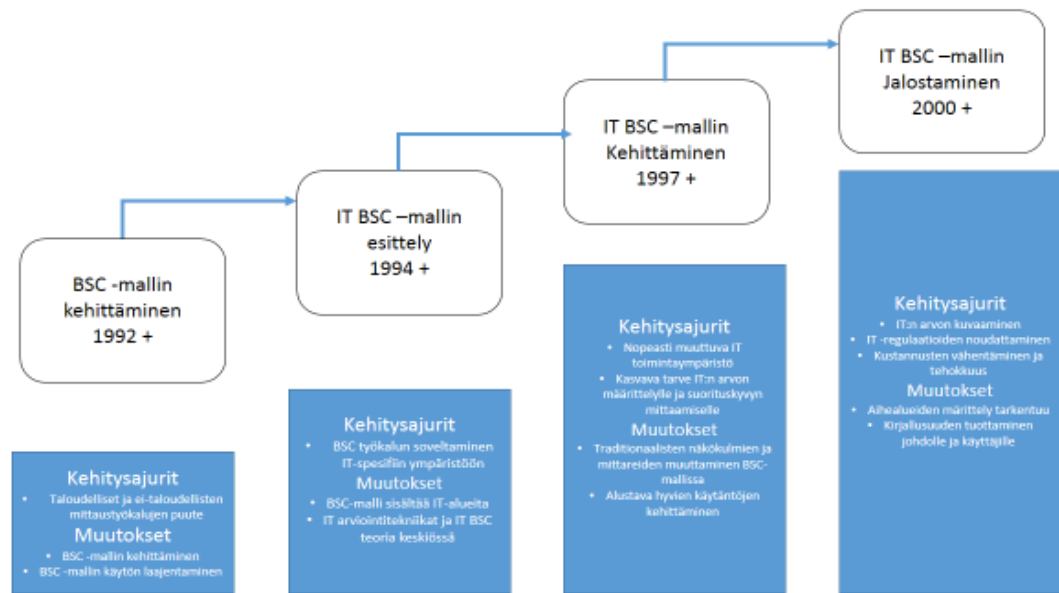 BSC -mallin
kehittäminen
1992 +
Kehitysajurit
• Taloudelliset ja ei-taloudellisten
mittaustyökalujen puute
Muutokset
• BSC -mallin kehittäminen
• BSC -mallin käytön laajentaminen
IT BSC –mallin
esittely
1994 +
Kehitysajurit
• BSC työkalun soveltaminen
IT-spesifiin ympäristöön
Muutokset
• BSC-malli sisältää IT-alueita
• IT arviointitekniikat ja IT BSC
teoria keskiössä
IT BSC –mallin
Kehittäminen
1997 +
Kehitysajurit
• Nopeasti muuttuva IT
toimintaympäristö
• Kasvava tarve IT:n arvon
määrittelylle ja suorituskyvyn
mittaamiselle
Muutokset
• Traditionaalisten näkökulmien ja
mittareiden muuttaminen BSC-
mallissa
• Alustava hyvien käytäntöjen
kehittäminen
IT BSC –mallin
Jalostaminen
2000 +
Kehitysajurit
• IT:n arvon kuvaaminen
• IT -regulaatioiden noudattaminen
• Kustannusten vähentäminen ja
tehokkuus
Muutokset
• Aihealueiden märittely tarkentuu
• Kirjallusuuden tuottaminen
johdolle ja käyttäjille